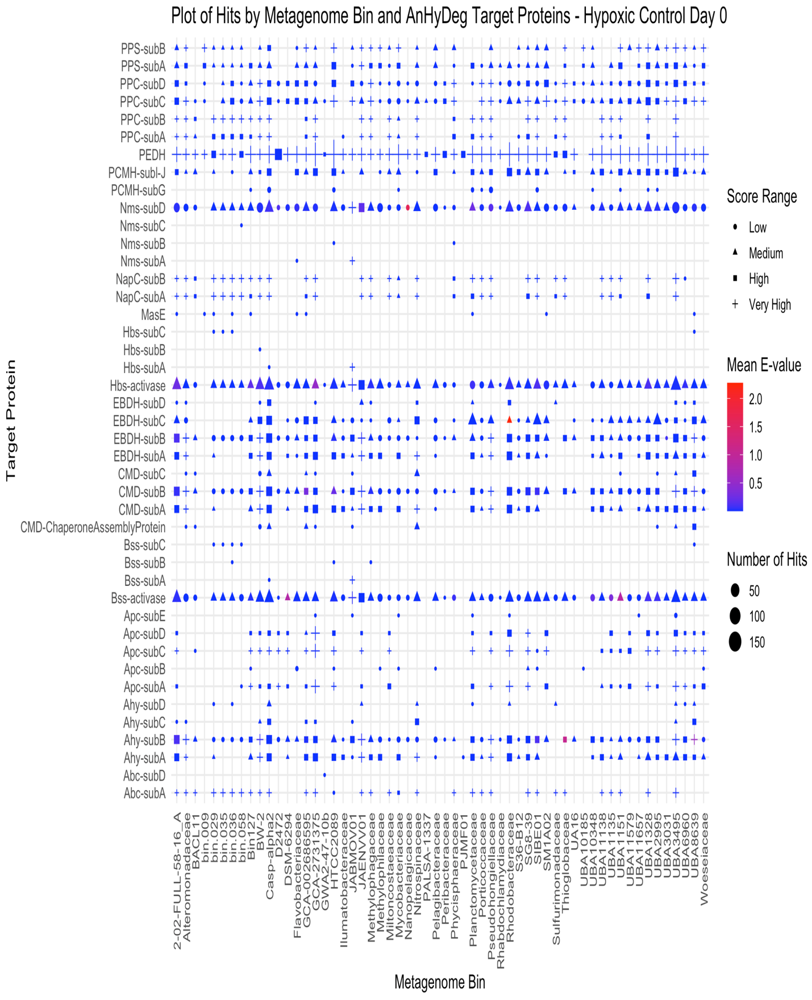 Plot of Hits by Metagenome Bin and AnHyDeg Target Proteins - Hypoxic Control Day 0
PPS-subB
PPS-subA
PPC-subD
PPC-subC
PPC-subB
PPC-subA
PEDH
PCMH-subI-J
PCMH-subG
Nms-subD
Nms-subC
Nms-subB
Nms-subA
NapC-subB
NapC-subA
MasE
Hbs-subC
Hbs-subB
Hbs-subA
Hbs-activase
EBDH-subD
EBDH-subC
EBDH-subB
EBDH-subA
CMD-subC
CMD-subB
CMD-subA
CMD-ChaperoneAssemblyProtein
Bss-subC
Bss-subB
Bss-subA
Bss-activase
Apc-subE
Apc-subD
Apc-subC
Apc-subB
Apc-subA
Ahy-subD
Ahy-subC
Ahy-subB
Ahy-subA
Abc-subD
Abc-subA
Target Protein
2-02-FULL-58-16_A
Alteromonadaceae
BACL11
bin.009
bin.029
bin.035
bin.036
bin.058
Bin127
BW-2
Casp-alpha2
D2472
DSM-6294
Flavobacteriaceae
GCA-002686595
GCA-2731375
GWA2-47-10b
HTCC2089
Ilumatobacteraceae
JABMOV01
JAENVV01
Methylophagaceae
Methylophilaceae
Miltoncostaeaceae
Mycobacteriaceae
Nanopelagicaceae
Nitrospinaceae
PALSA-1337
Pelagibacteraceae
Peribacteraceae
Phycisphaeraceae
PJMF01
Planctomycetaceae
Porticoccaceae
Pseudohongiellaceae
Rhabdochlamydiaceae
Rhodobacteraceae
S36-B12
SG8-39
SIBE01
SM1A02
Sulfurimonadaceae
Thioglobaceae
UA16
UBA10185
UBA10348
UBA11138
UBA1135
UBA1151
UBA11579
UBA11657
UBA1328
UBA2995
UBA3031
UBA3495
UBA6960
UBA8639
Woeseiaceae
Metagenome Bin
Score Range
Low
Medium
High
Very High
Mean E-value
2.0
1.5
1.0
0.5
Number of Hits
50
100
150